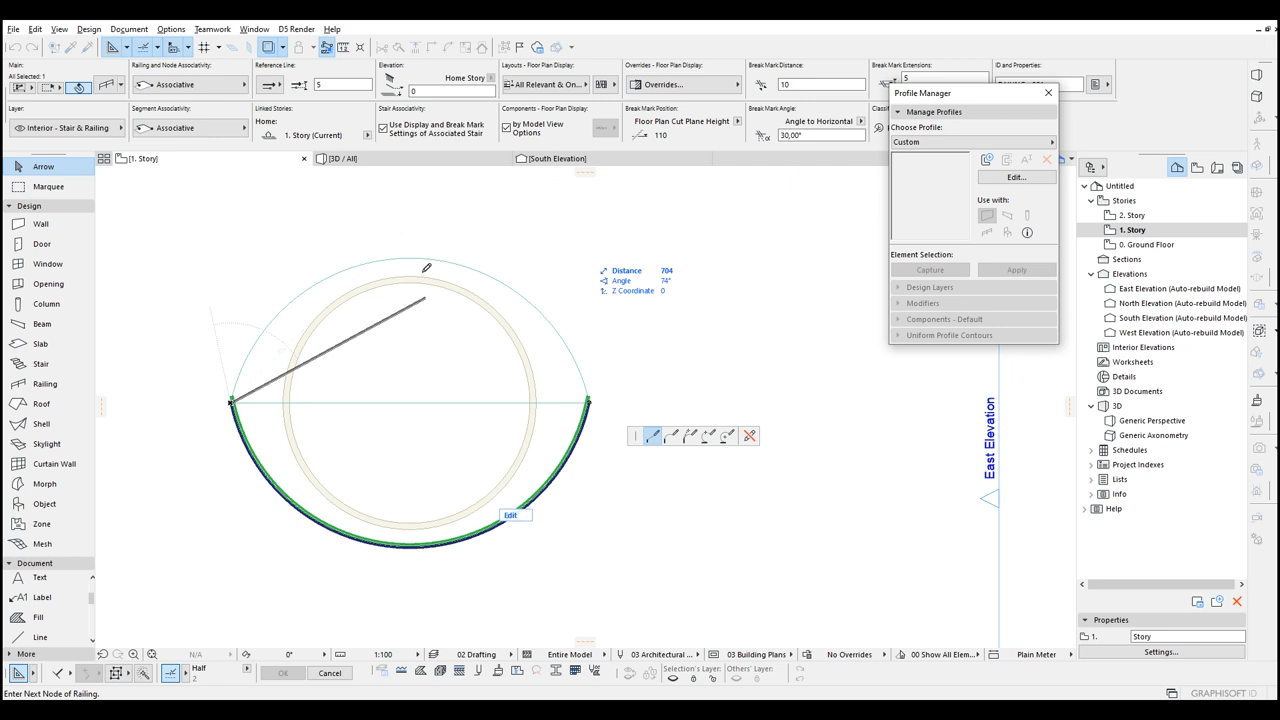 File Edit View Design Document Options Teamwork Window D5 Render Help
Main:
All Selected: 1
Railing and Node Associativity:
Associative
Reference Line:
5
Elevation:
Home Story
0
Layouts - Floor Plan Display:
All Relevant & On...
Overrides - Floor Plan Display:
Overrides...
Break Mark Distance:
10
Break Mark Extensions:
5
ID and Properties:
Layer:
Interior - Stair & Railing
Segment Associativity:
Associative
Linked Stories:
Home:
1. Story (Current)
Stair Associativity:
Use Display and Break Mark
Settings of Associated Stair
Components - Floor Plan Display:
by Model View
Options
Break Mark Position:
Floor Plan Cut Plane Height
110
Break Mark Angle:
Angle to Horizontal
30,00°
[1. Story]
[3D / All]
[South Elevation]
Arrow
Marquee
Design
Wall
Door
Window
Opening
Column
Beam
Slab
Stair
Railing
Roof
Shell
Skylight
Curtain Wall
Morph
Object
Zone
Mesh
Document
Text
Label
Fill
Line
More
Distance 704
Angle 74°
Z Coordinate 0
Edit
East Elevation
Profile Manager
Manage Profiles
Choose Profile:
Custom
Edit...
Use with:
Element Selection:
Capture
Apply
Design Layers
Modifiers
Components - Default
Uniform Profile Contours
Untitled
Stories
2. Story
1. Story
0. Ground Floor
Sections
Elevations
East Elevation (Auto-rebuild Model)
North Elevation (Auto-rebuild Model)
South Elevation (Auto-rebuild Model)
West Elevation (Auto-rebuild Model)
Interior Elevations
Worksheets
Details
3D Documents
3D
Generic Perspective
Generic Axonometry
Schedules
Project Indexes
Lists
Info
Help
Properties
1. Story
Settings...
N/A 0° 1:100 02 Drafting Entire Model 03 Architectural ... 03 Building Plans No Overrides 00 Show All Elem... Plain Meter
Half
2
OK
Cancel
Selection's Layer:
Others' Layer:
Enter Next Node of Railing.
GRAPHISOFT ID